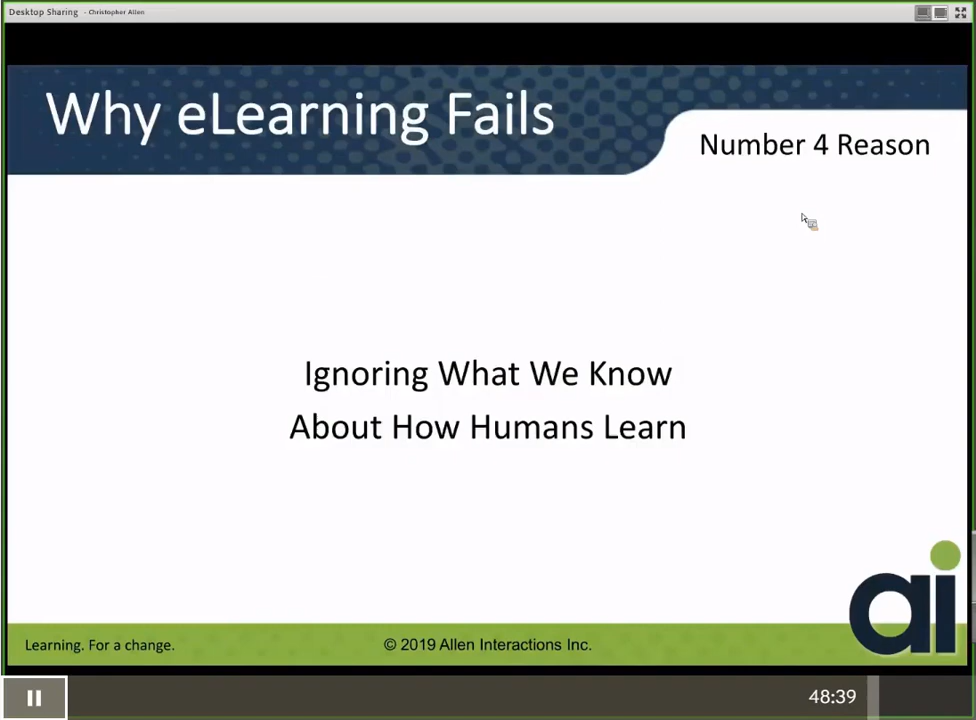 Desktop Sharing - Christopher Allen
Why eLearning Fails
Number 4 Reason
Ignoring What We Know
About How Humans Learn
ai
Learning. For a change.
© 2019 Allen Interactions Inc.
48:39